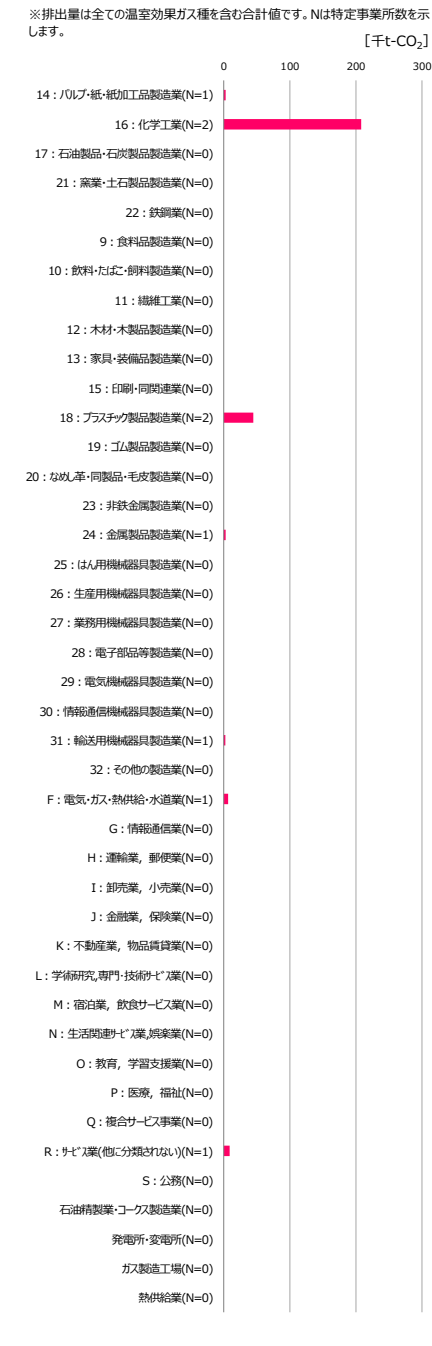 ※排出量は全ての温室効果ガス種を含む合計値です。Nは特定事業所数を示
します。
[千t-CO₂]
0 100 200 300
14：パルプ・紙・紙加工品製造業(N=1)
16：化学工業(N=2)
17：石油製品・石炭製品製造業(N=0)
21：窯業・土石製品製造業(N=0)
22：鉄鋼業(N=0)
9：食料品製造業(N=0)
10：飲料・たばこ・飼料製造業(N=0)
11：繊維工業(N=0)
12：木材・木製品製造業(N=0)
13：家具・装備品製造業(N=0)
15：印刷・同関連業(N=0)
18：プラスチック製品製造業(N=2)
19：ゴム製品製造業(N=0)
20：なめし革・同製品・毛皮製造業(N=0)
23：非鉄金属製造業(N=0)
24：金属製品製造業(N=1)
25：はん用機械器具製造業(N=0)
26：生産用機械器具製造業(N=0)
27：業務用機械器具製造業(N=0)
28：電子部品等製造業(N=0)
29：電気機械器具製造業(N=0)
30：情報通信機械器具製造業(N=0)
31：輸送用機械器具製造業(N=1)
32：その他の製造業(N=0)
F：電気・ガス・熱供給・水道業(N=1)
G：情報通信業(N=0)
H：運輸業，郵便業(N=0)
I：卸売業，小売業(N=0)
J：金融業，保険業(N=0)
K：不動産業，物品賃貸業(N=0)
L：学術研究,専門・技術ｻｰﾋﾞｽ業(N=0)
M：宿泊業，飲食サービス業(N=0)
N：生活関連ｻｰﾋﾞｽ業,娯楽業(N=0)
O：教育，学習支援業(N=0)
P：医療，福祉(N=0)
Q：複合サービス事業(N=0)
R：ｻｰﾋﾞｽ業(他に分類されない)(N=1)
S：公務(N=0)
石油精製業・コークス製造業(N=0)
発電所・変電所(N=0)
ガス製造工場(N=0)
熱供給業(N=0)